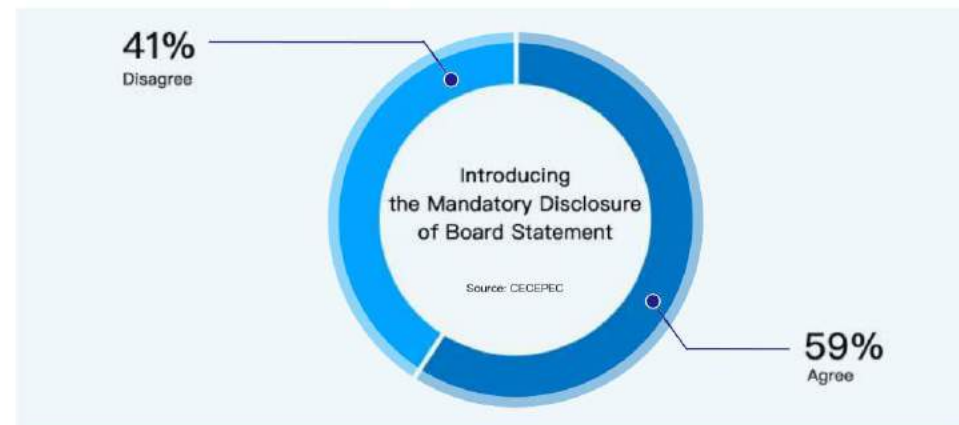 41%
Disagree
Introducing
the Mandatory Disclosure
of Board Statement
Source: CECEPEC
59%
Agree